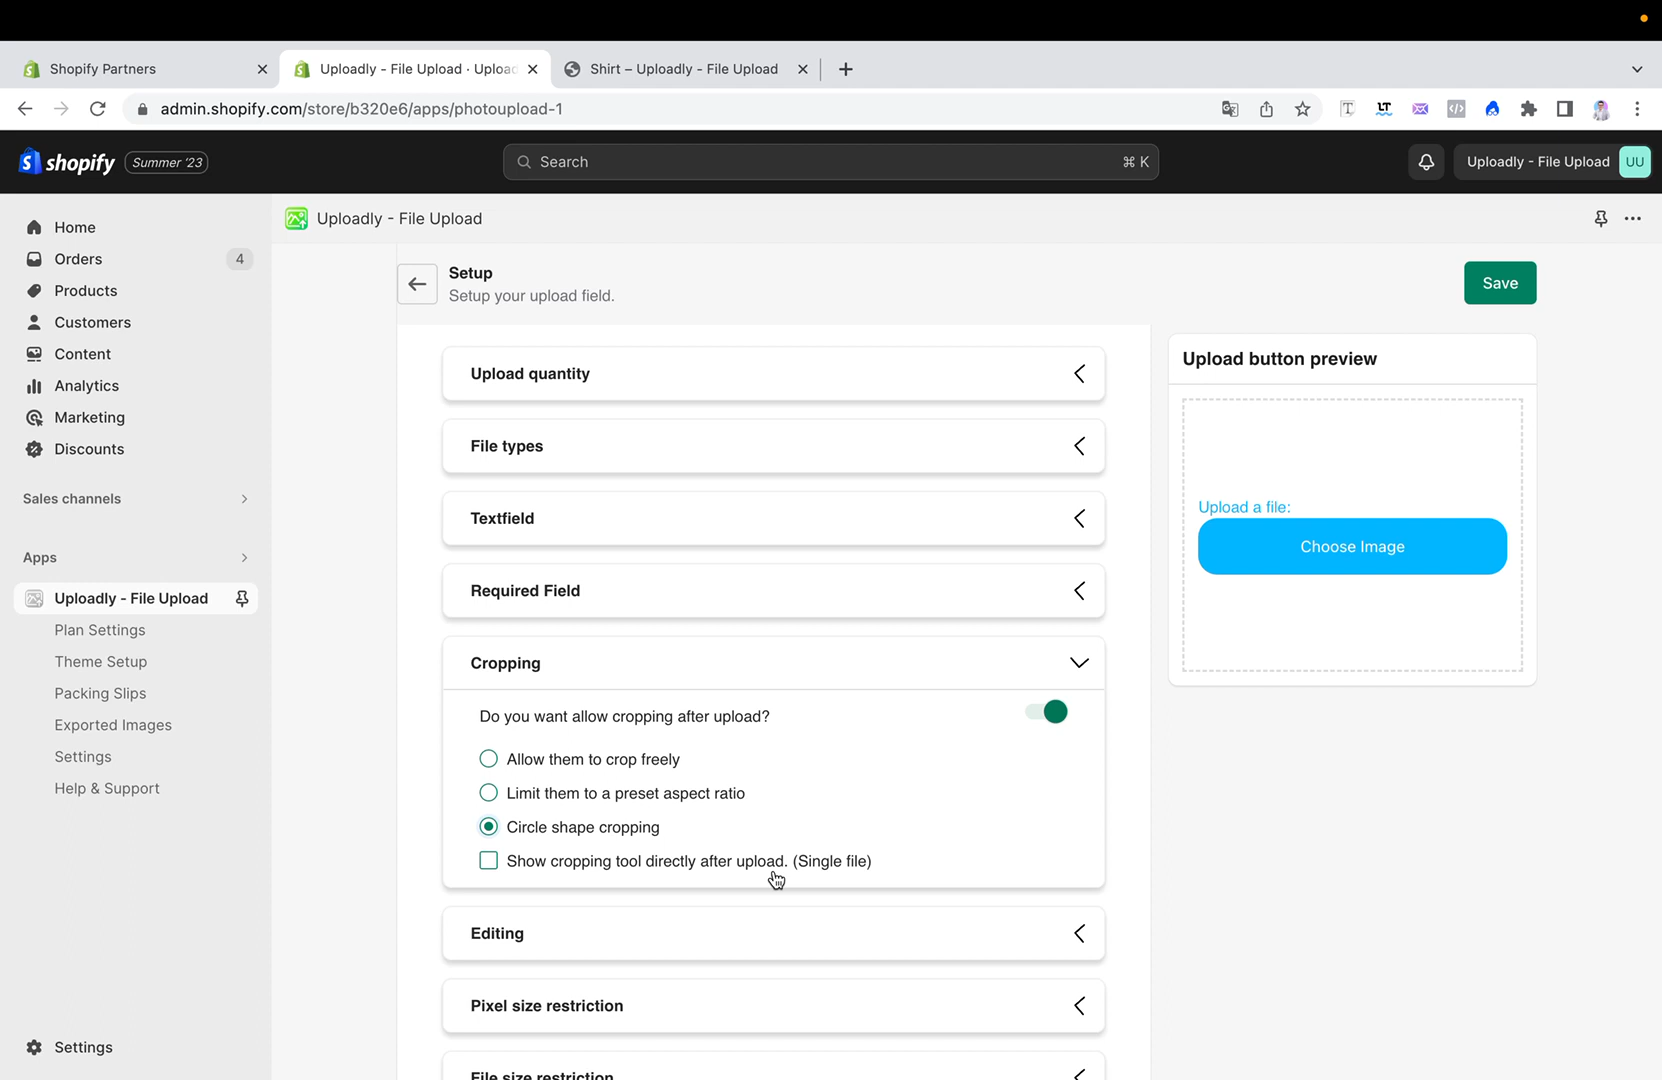 Shopify Partners
Uploadly - File Upload · Uploa
Shirt – Uploadly - File Upload
admin.shopify.com/store/b320e6/apps/photoupload-1
shopify
Summer '23
Search
⌘ K
Uploadly - File Upload
UU
Home
Orders
4
Products
Customers
Content
Analytics
Marketing
Discounts
Sales channels
Apps
Uploadly - File Upload
Plan Settings
Theme Setup
Packing Slips
Exported Images
Settings
Help & Support
Settings
Uploadly - File Upload
Setup
Setup your upload field.
Save
Upload quantity
File types
Textfield
Required Field
Cropping
Do you want allow cropping after upload?
Allow them to crop freely
Limit them to a preset aspect ratio
Circle shape cropping
Show cropping tool directly after upload. (Single file)
Editing
Pixel size restriction
File size restriction
Upload button preview
Upload a file:
Choose Image